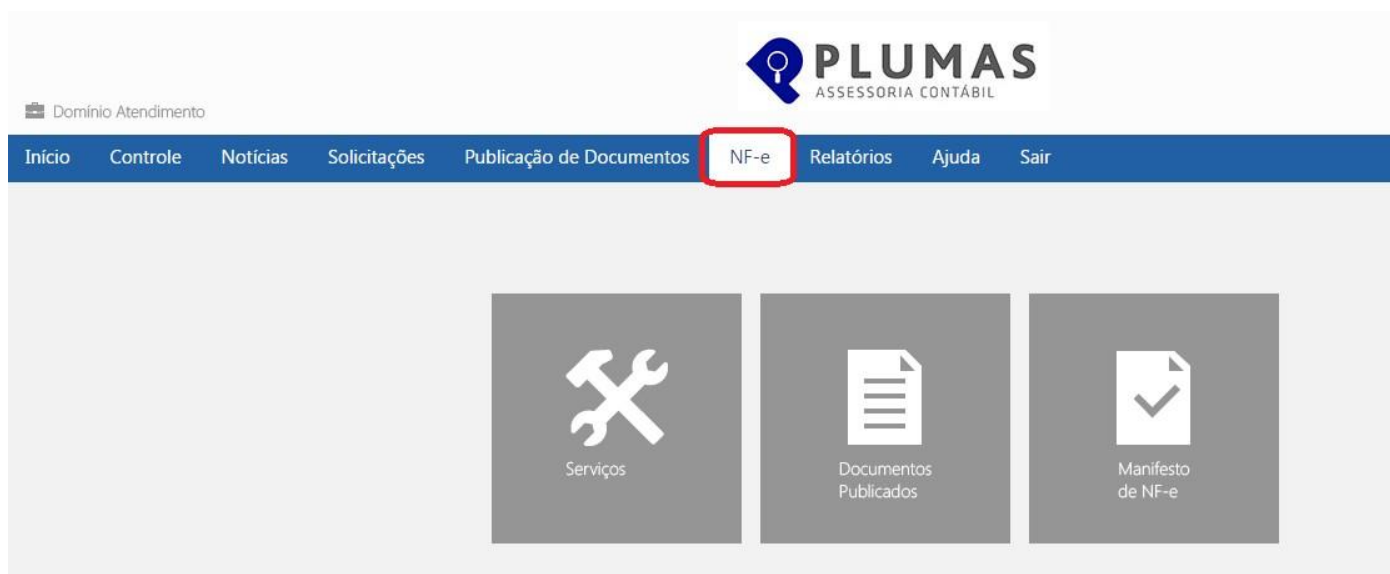 PLUMAS
ASSESSORIA CONTÁBIL
Domínio Atendimento
Início Controle Notícias Solicitações Publicação de Documentos NF-e Relatórios Ajuda Sair
Serviços
Documentos
Publicados
Manifesto
de NF-e